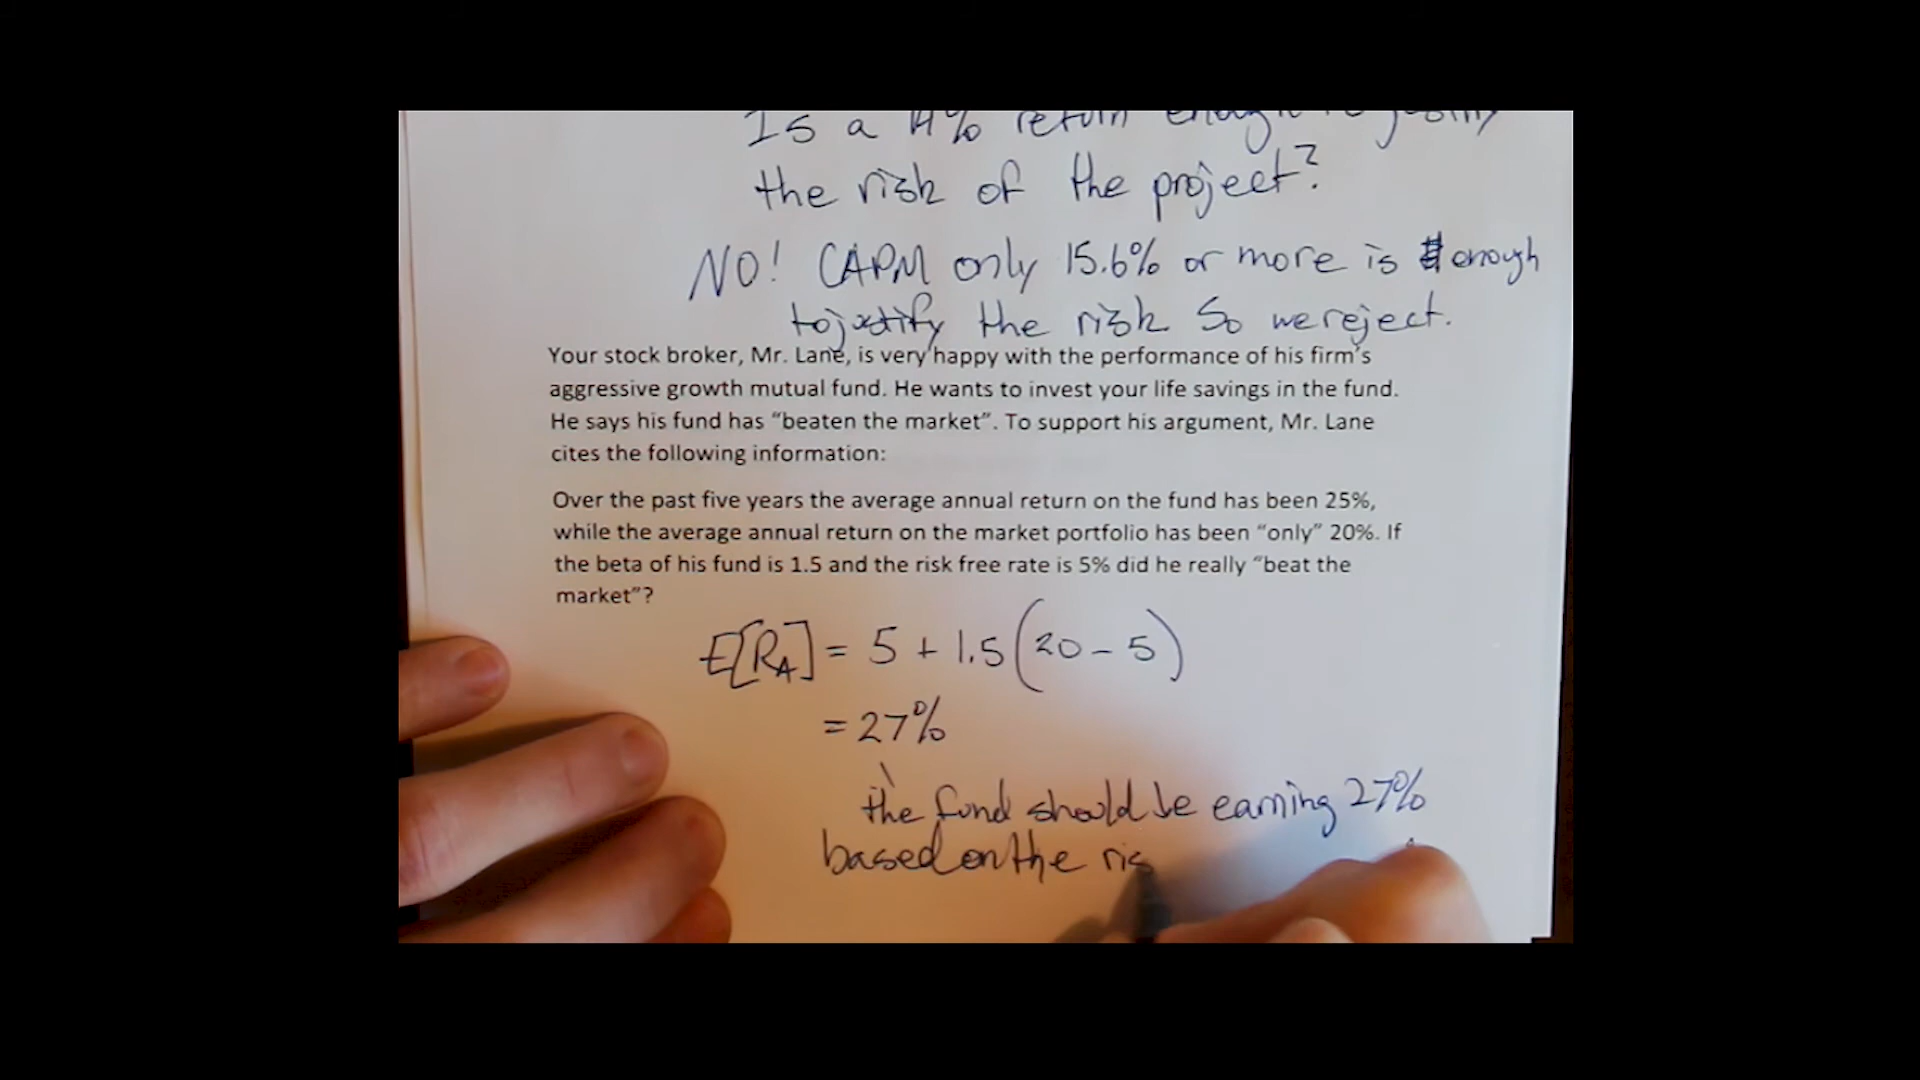 Is a 14% return enough to justify
the risk of the project?
NO! CAPM only 15.6% or more is enough
to justify the risk so we reject.
Your stock broker, Mr. Lane, is very happy with the performance of his firm's
aggressive growth mutual fund. He wants to invest your life savings in the fund.
He says his fund has “beaten the market”. To support his argument, Mr. Lane
cites the following information:
Over the past five years the average annual return on the fund has been 25%,
while the average annual return on the market portfolio has been “only” 20%. If
the beta of his fund is 1.5 and the risk free rate is 5% did he really “beat the
market”?
E[R_A] = 5 + 1.5 (20 - 5)
= 27%
the fund should be earning 27%
based on the ris